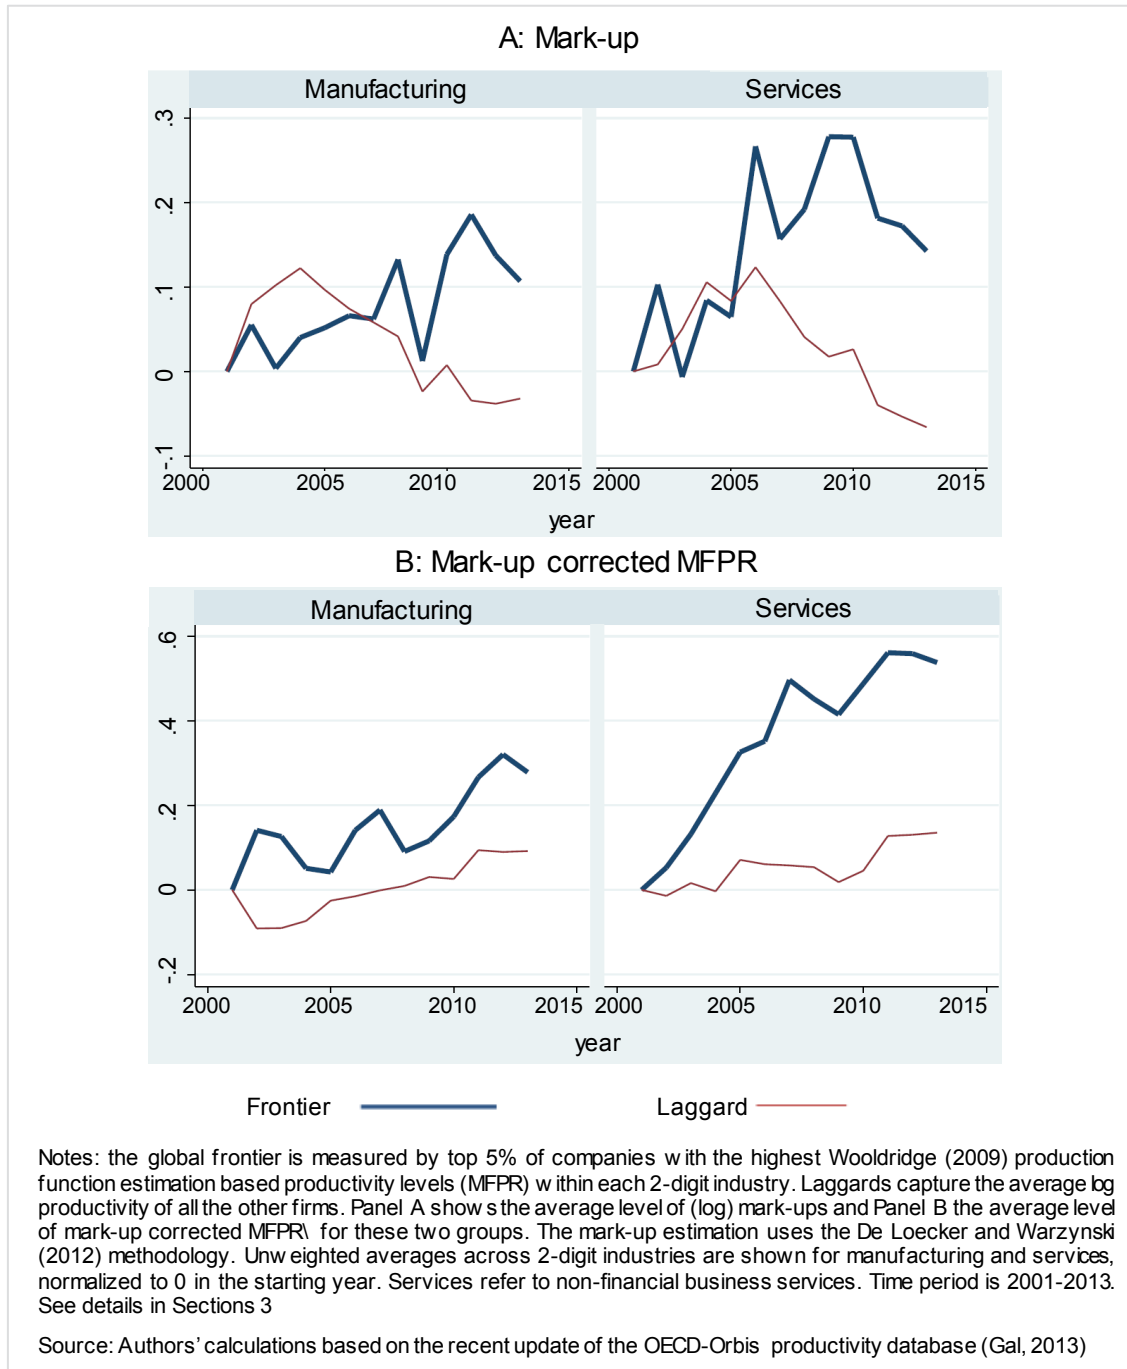 A: Mark-up
Manufacturing Services
.3
.2
.1
0
-.1
2000 2005 2010 2015 2000 2005 2010 2015
year
B: Mark-up corrected MFPR
Manufacturing Services
.6
.4
.2
0
-.2
2000 2005 2010 2015 2000 2005 2010 2015
year
Frontier Laggard
Notes: the global frontier is measured by top 5% of companies with the highest Wooldridge (2009) production
function estimation based productivity levels (MFPR) within each 2-digit industry. Laggards capture the average log
productivity of all the other firms. Panel A shows the average level of (log) mark-ups and Panel B the average level
of mark-up corrected MFPR\ for these two groups. The mark-up estimation uses the De Loecker and Warzynski
(2012) methodology. Unweighted averages across 2-digit industries are shown for manufacturing and services,
normalized to 0 in the starting year. Services refer to non-financial business services. Time period is 2001-2013.
See details in Sections 3
Source: Authors' calculations based on the recent update of the OECD-Orbis productivity database (Gal, 2013)